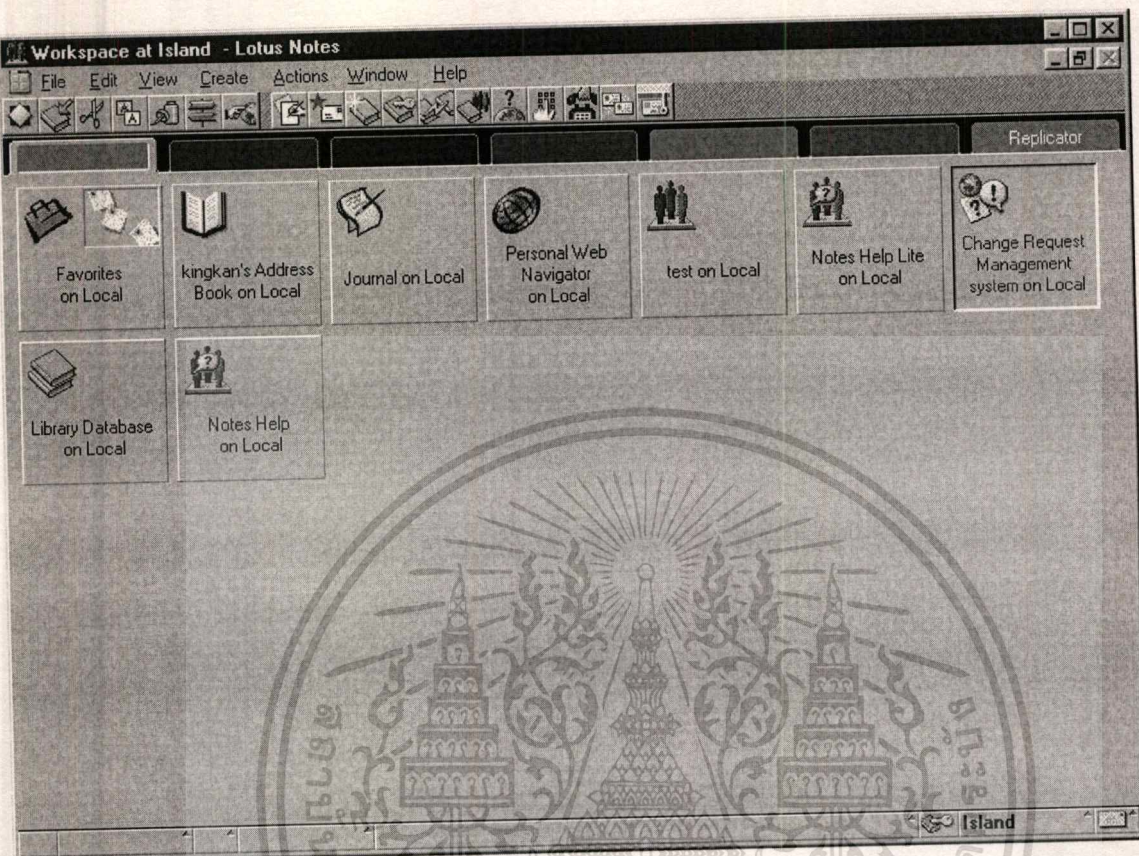 Workspace at Island - Lotus Notes
File Edit View Create Actions Window Help
Replicator
Favorites
on Local
kingkan's Address
Book on Local
Journal on Local
Personal Web
Navigator
on Local
test on Local
Notes Help Lite
on Local
Change Request
Management
system on Local
Library Database
on Local
Notes Help
on Local
Island